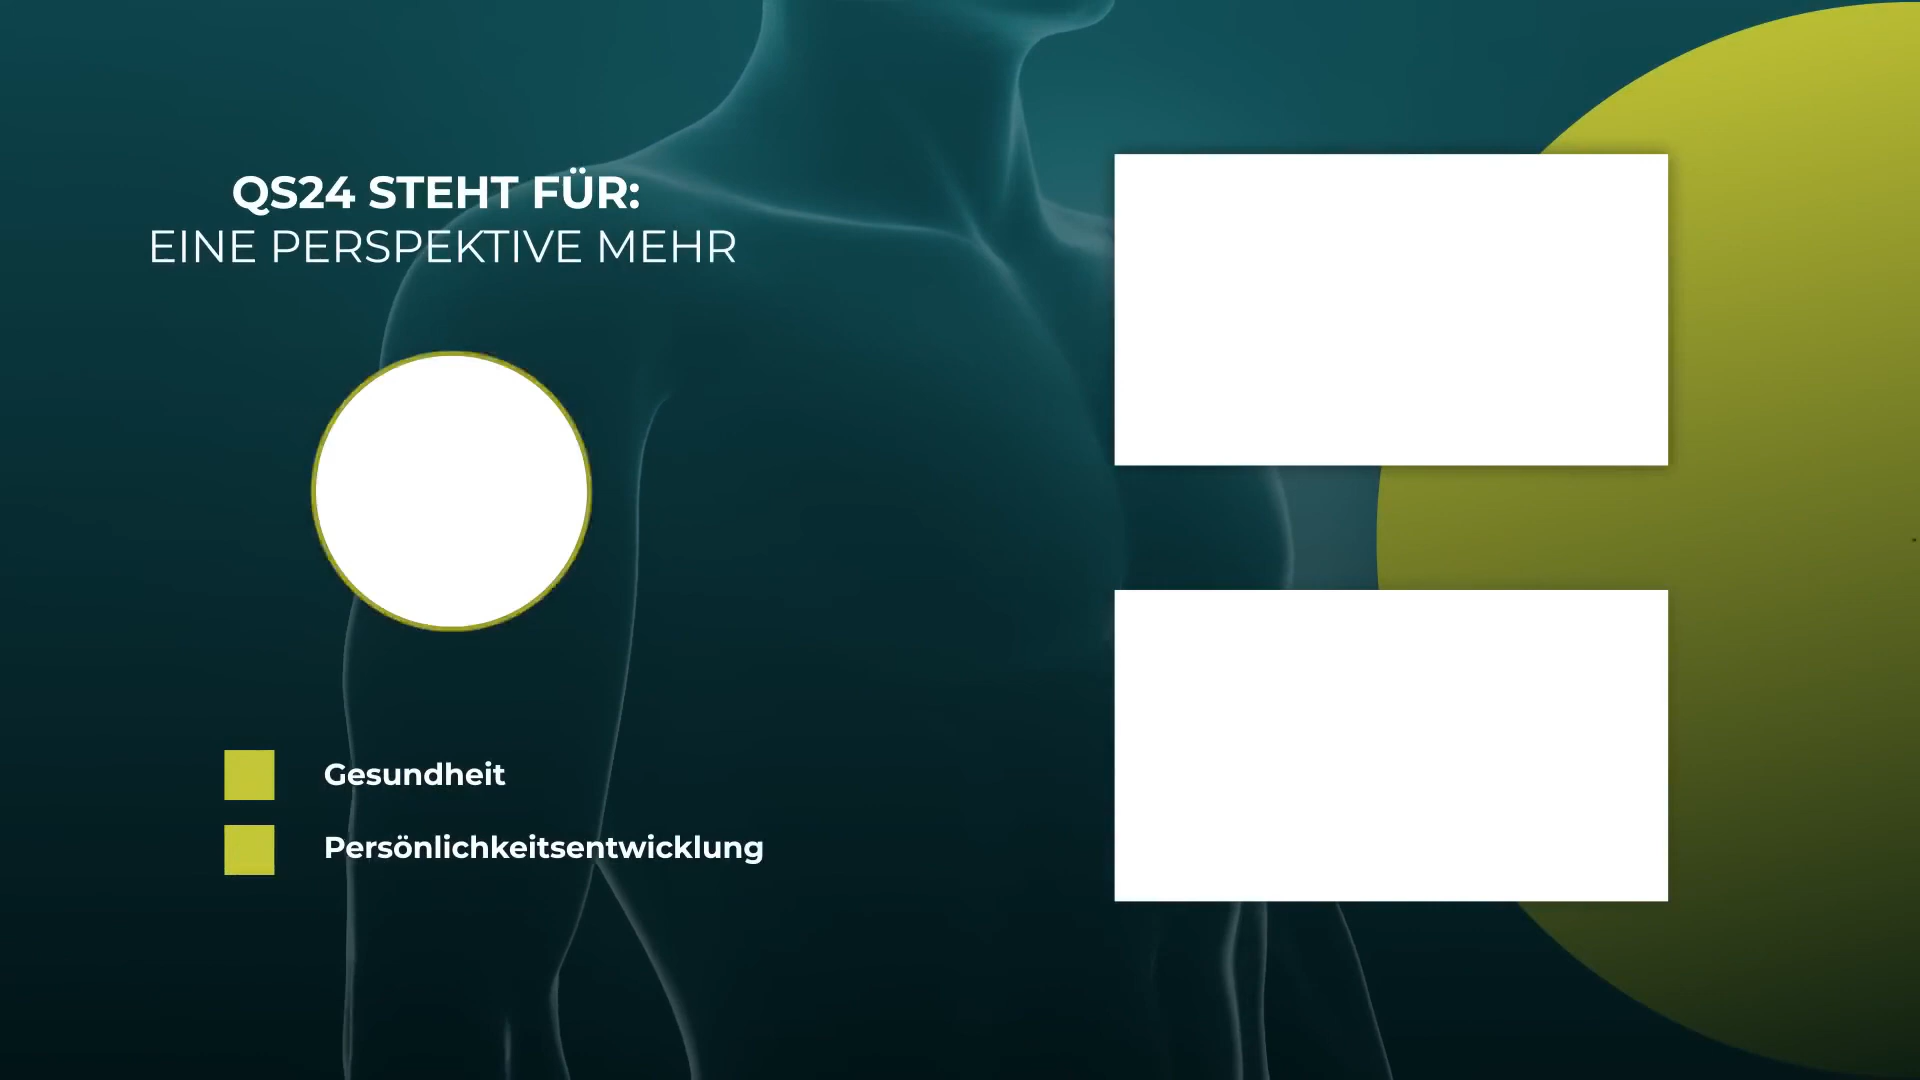 QS24 STEHT FÜR:
EINE PERSPEKTIVE MEHR
Gesundheit
Persönlichkeitsentwicklung